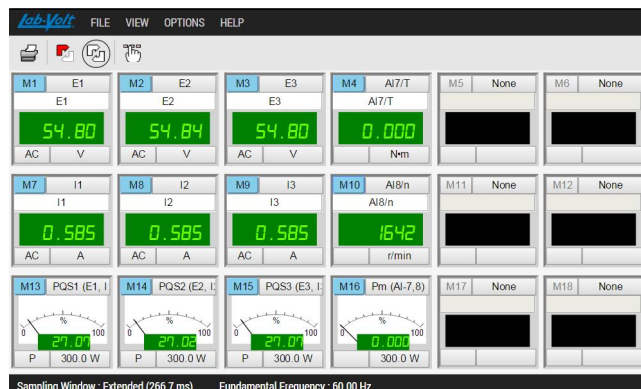 Lab-Volt FILE VIEW OPTIONS HELP
M1 E1 M2 E2 M3 E3 M4 AI7/T M5 None M6 None
E1 E2 E3 AI7/T
54.80 54.84 54.80 0.000
AC V AC V AC V N•m
M7 I1 M8 I2 M9 I3 M10 AI8/n M11 None M12 None
I1 I2 I3 AI8/n
0.585 0.585 0.585 1642
AC A AC A AC A r/min
M13 PQS1 (E1, I M14 PQS2 (E2, I M15 PQS3 (E3, I M16 Pm (AI-7,8) M17 None M18 None
% % % %
0 100 0 100 0 100 0 100
27.07 27.02 27.07 0.000
P 300.0 W P 300.0 W P 300.0 W 300.0 W
Sampling Window : Extended (266.7 ms) Fundamental Frequency : 60.00 Hz